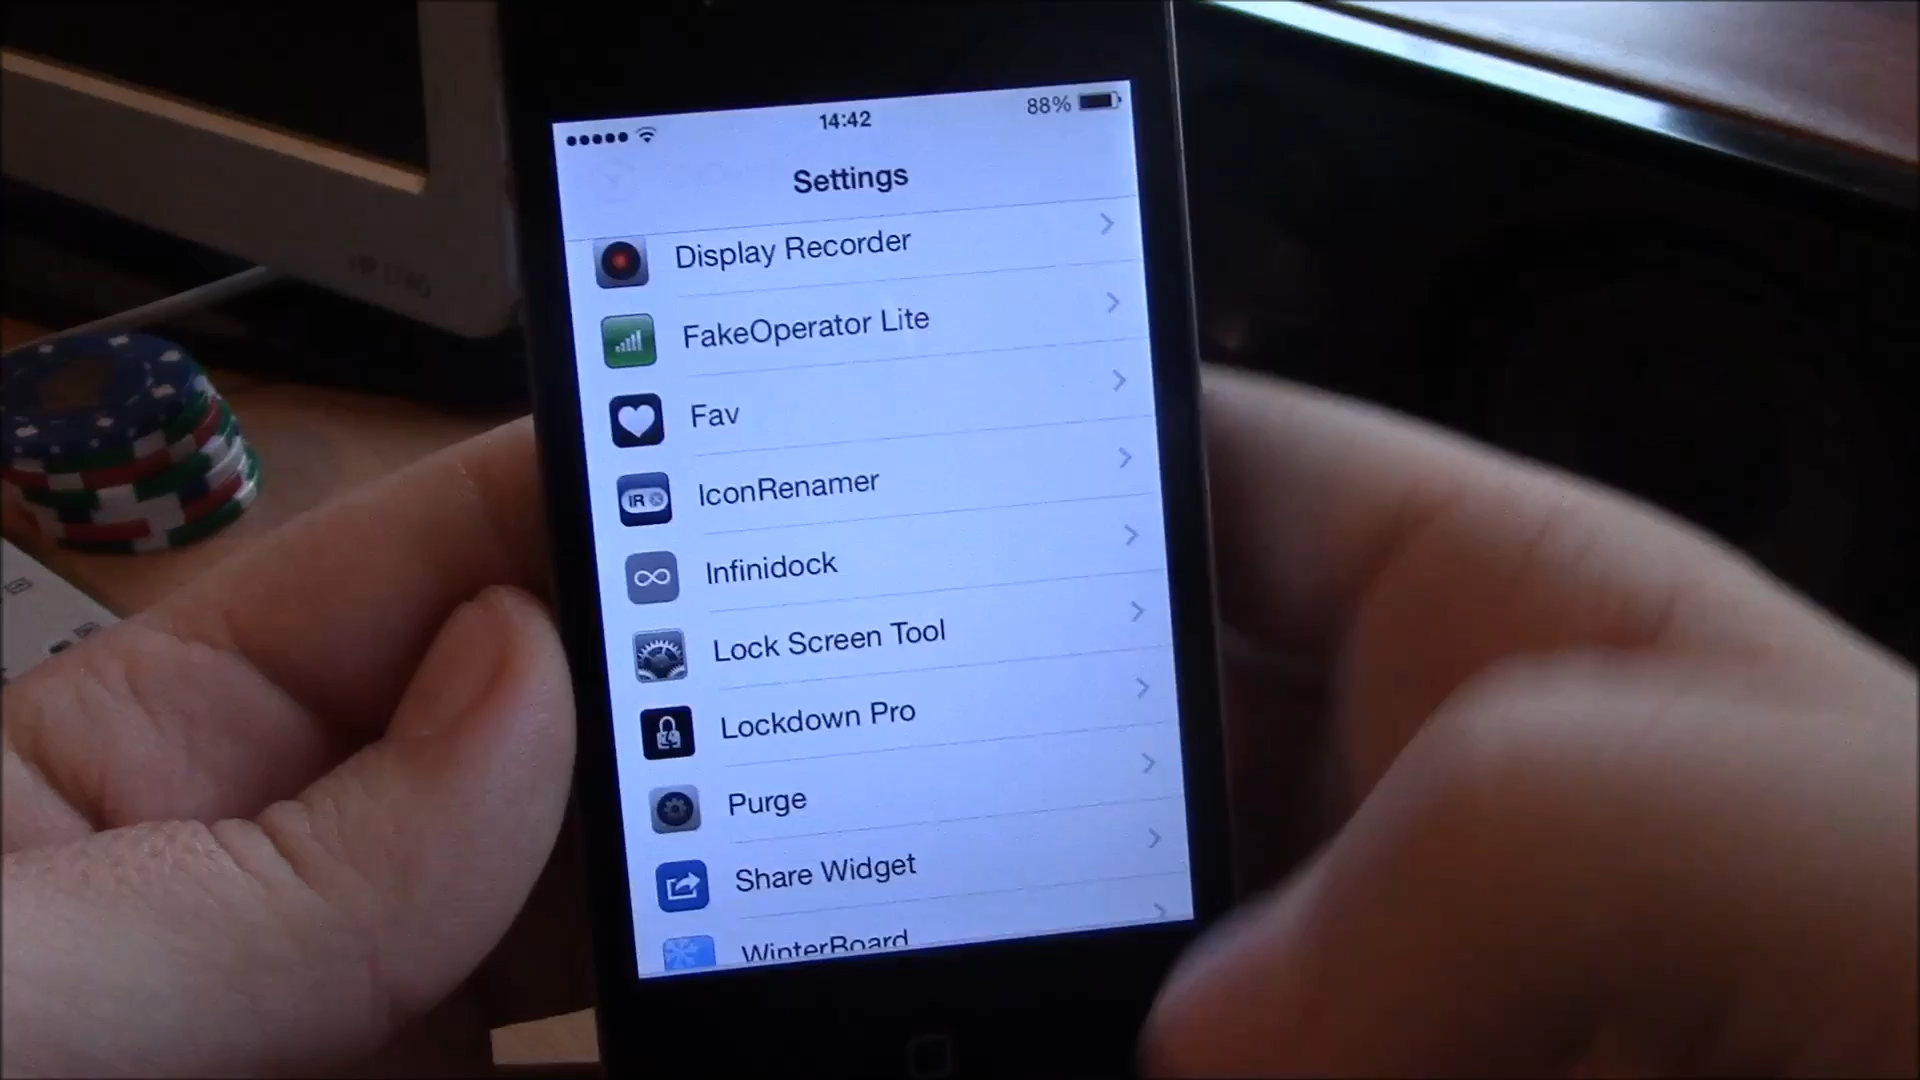 14:42
88%
Settings
Display Recorder
FakeOperator Lite
Fav
IR
IconRenamer
Infinidock
Lock Screen Tool
Lockdown Pro
Purge
Share Widget
WinterBoard